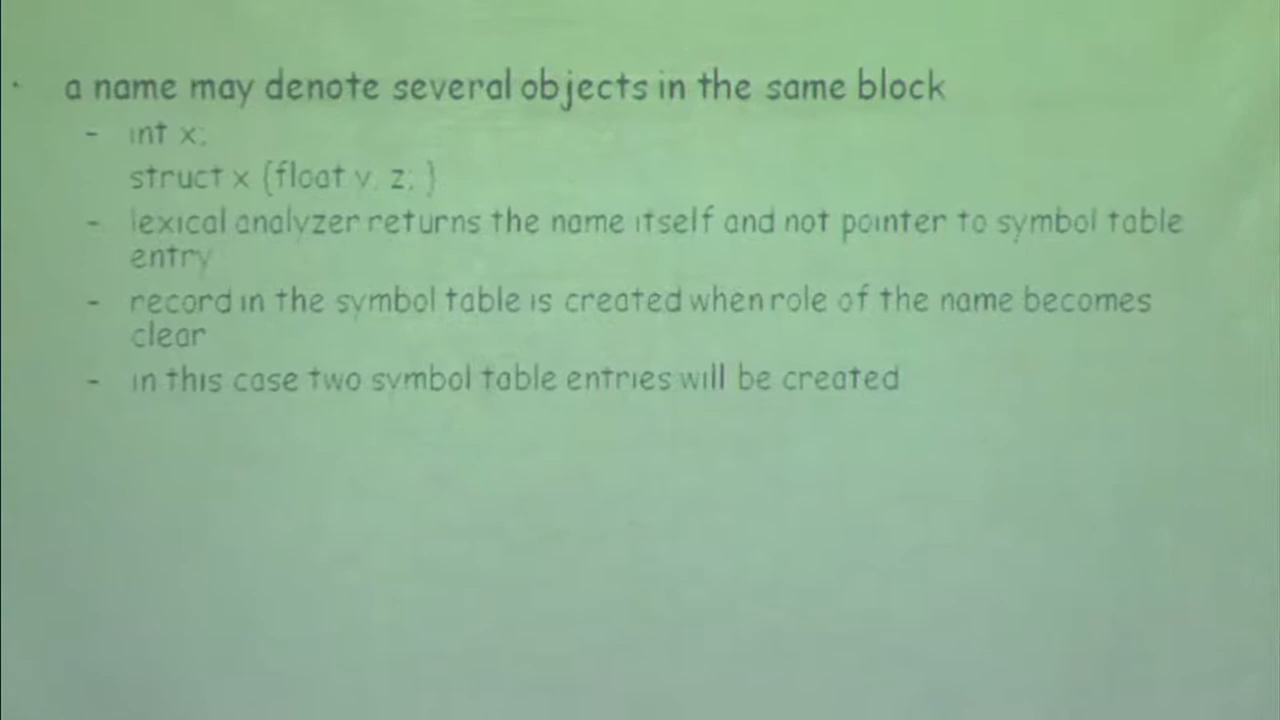 · a name may denote several objects in the same block
- int x;
struct x {float y, z; }
- lexical analyzer returns the name itself and not pointer to symbol table
entry
- record in the symbol table is created when role of the name becomes
clear
- in this case two symbol table entries will be created